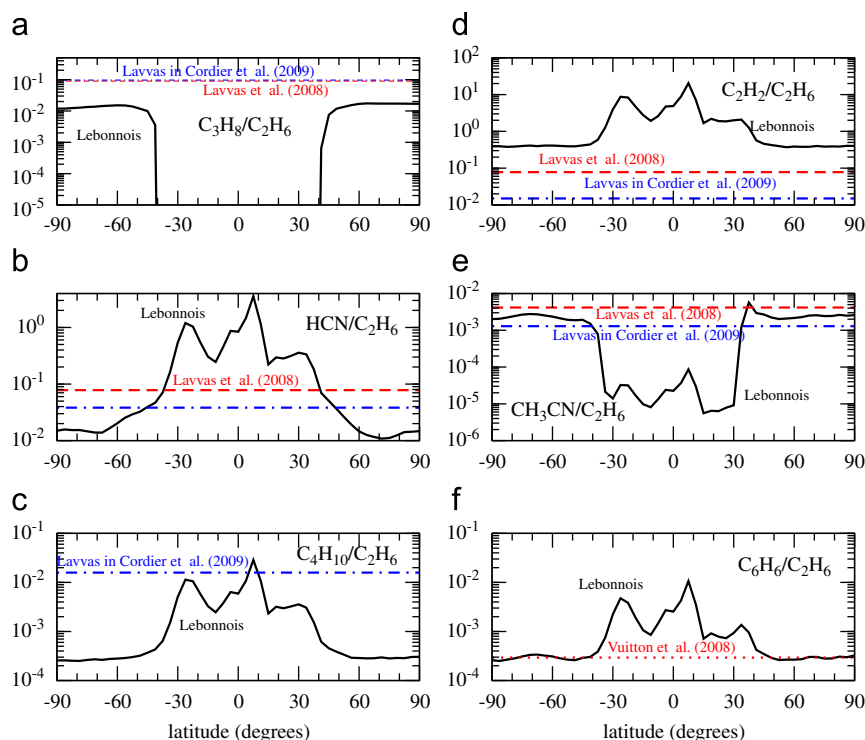 a
10^-1
10^-2
10^-3
10^-4
10^-5
Lavvas in Cordier et al. (2009)
Lavvas et al. (2008)
Lebonnois
C3H8/C2H6
-90 -60 -30 0 30 60 90
b
10^0
10^-1
10^-2
Lebonnois
HCN/C2H6
Lavvas et al. (2008)
-90 -60 -30 0 30 60 90
c
10^-1
10^-2
10^-3
10^-4
Lavvas in Cordier et al. (2009)
C4H10/C2H6
Lebonnois
-90 -60 -30 0 30 60 90
latitude (degrees)
d
10^2
10^1
10^0
10^-1
10^-2
C2H2/C2H6
Lebonnois
Lavvas et al. (2008)
Lavvas in Cordier et al. (2009)
-90 -60 -30 0 30 60 90
e
10^-2
10^-3
10^-4
10^-5
10^-6
Lavvas et al. (2008)
Lavvas in Cordier et al. (2009)
Lebonnois
CH3CN/C2H6
-90 -60 -30 0 30 60 90
f
10^-1
10^-2
10^-3
10^-4
C6H6/C2H6
Lebonnois
Vuitton et al. (2008)
-90 -60 -30 0 30 60 90
latitude (degrees)